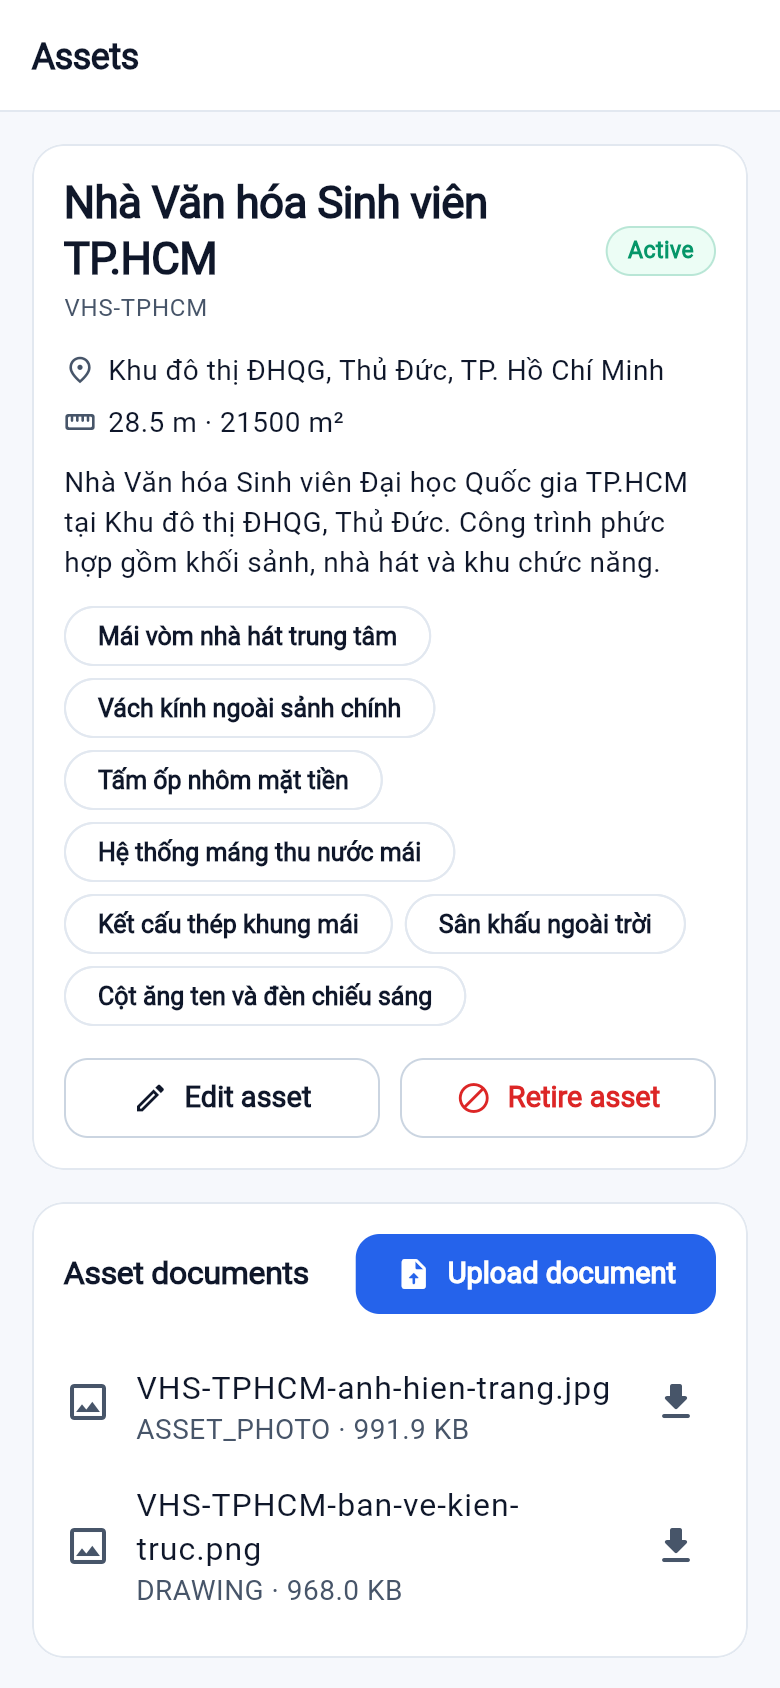 Assets
Nhà Văn hóa Sinh viên
TP.HCM
Active
VHS-TPHCM
Khu đô thị ĐHQG, Thủ Đức, TP. Hồ Chí Minh
28.5 m · 21500 m²
Nhà Văn hóa Sinh viên Đại học Quốc gia TP.HCM
tại Khu đô thị ĐHQG, Thủ Đức. Công trình phức
hợp gồm khối sảnh, nhà hát và khu chức năng.
Mái vòm nhà hát trung tâm
Vách kính ngoài sảnh chính
Tấm ốp nhôm mặt tiền
Hệ thống máng thu nước mái
Kết cấu thép khung mái
Sân khấu ngoài trời
Cột ăng ten và đèn chiếu sáng
Edit asset
Retire asset
Asset documents
Upload document
VHS-TPHCM-anh-hien-trang.jpg
ASSET_PHOTO · 991.9 KB
VHS-TPHCM-ban-ve-kien-
truc.png
DRAWING · 968.0 KB